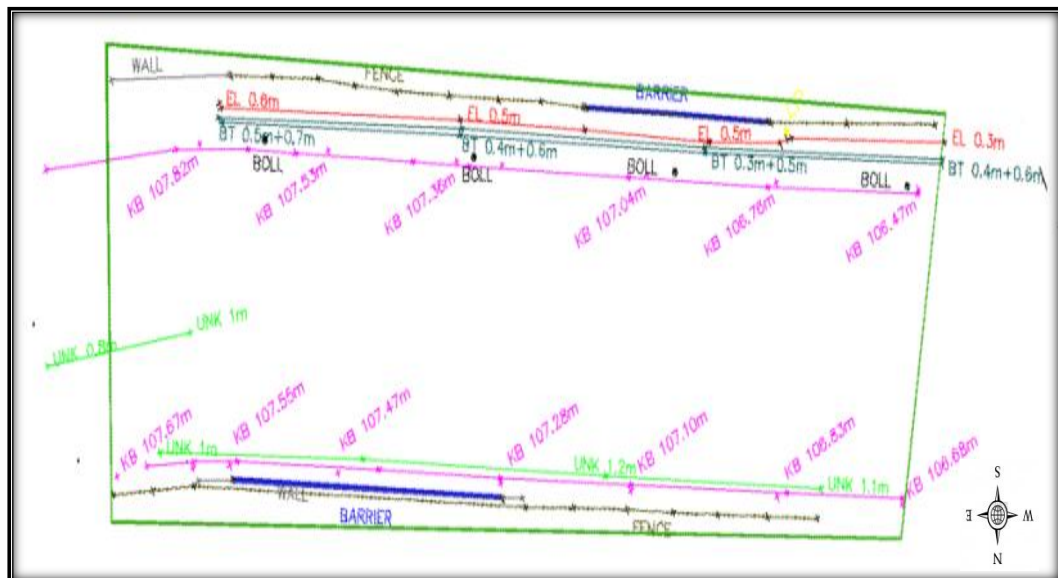 WALL
FENCE
BARRIER
EL 0.6m
EL 0.5m
EL 0.5m
EL 0.3m
BT 0.5m+0.7m
BT 0.4m+0.6m
BT 0.3m+0.5m
BT 0.4m+0.6m
BOLL
BOLL
BOLL
BOLL
KB 107.82m
KB 107.53m
KB 107.36m
KB 107.04m
KB 106.76m
KB 106.47m
UNK 1m
UNK 0.8m
KB 107.67m
KB 107.55m
KB 107.47m
KB 107.28m
KB 107.10m
KB 106.83m
KB 106.68m
UNK 1m
UNK 1.2m
UNK 1.1m
WALL
BARRIER
FENCE
S
E
W
N